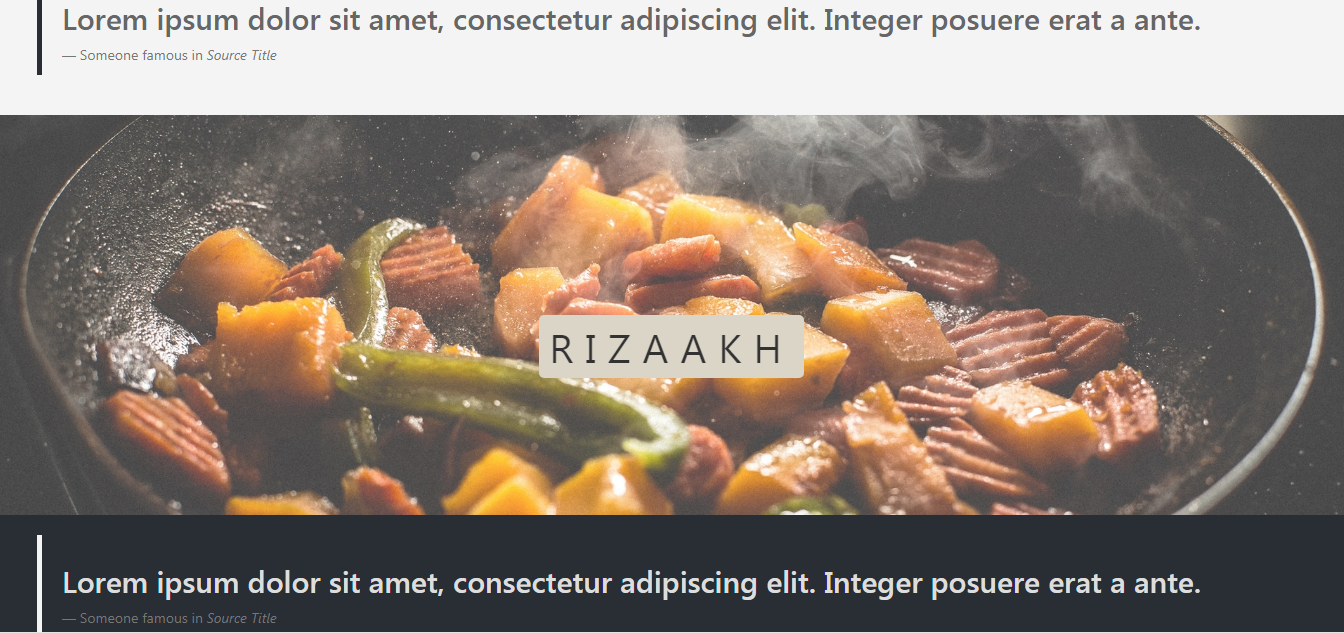 Lorem ipsum dolor sit amet, consectetur adipiscing elit. Integer posuere erat a ante.
— Someone famous in Source Title
RIZAAKH
Lorem ipsum dolor sit amet, consectetur adipiscing elit. Integer posuere erat a ante.
— Someone famous in Source Title